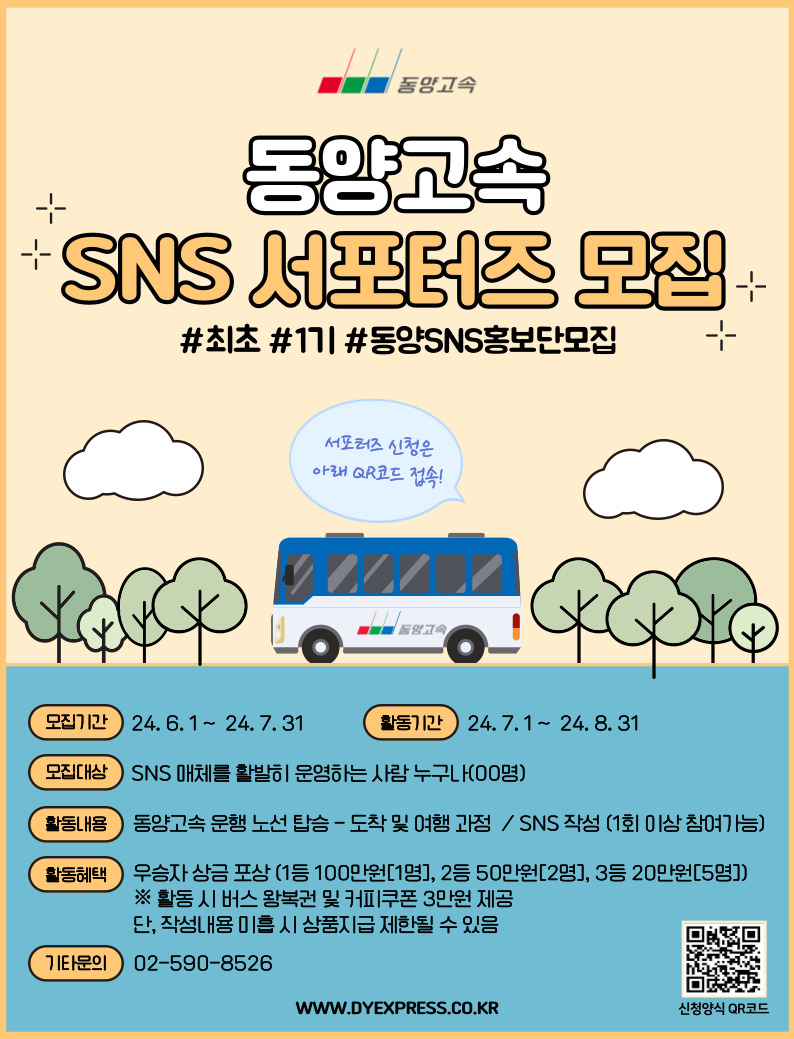 동양고속
동양고속
SNS 서포터즈 모집
#최초 #1기 #동양SNS홍보단모집
서포터즈 신청은
아래 QR코드 접속!
동양고속
모집기간 24. 6. 1 ~ 24. 7. 31 활동기간 24. 7. 1 ~ 24. 8. 31
모집대상 SNS 매체를 활발히 운영하는 사람 누구나(00명)
활동내용 동양고속 운행 노선 탑승 - 도착 및 여행 과정 / SNS 작성 (1회 이상 참여가능)
활동혜택 우승자 상금 포상 (1등 100만원[1명], 2등 50만원[2명], 3등 20만원[5명])
※ 활동 시 버스 왕복권 및 커피쿠폰 3만원 제공
단, 작성내용 미흡 시 상품지급 제한될 수 있음
기타문의 02-590-8526
WWW.DYEXPRESS.CO.KR
신청양식 QR코드